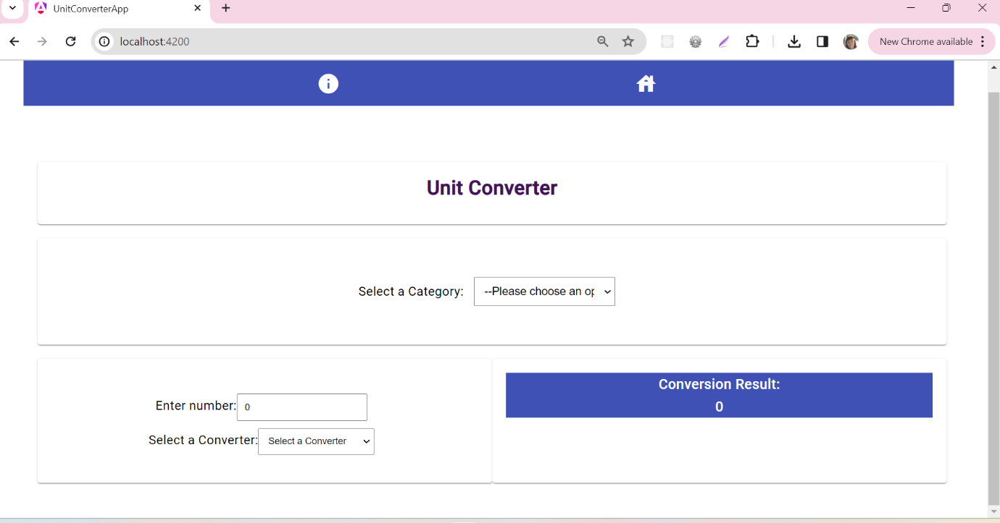 UnitConverterApp
localhost:4200
New Chrome available
Unit Converter
Select a Category: --Please choose an op
Enter number: 0
Select a Converter: Select a Converter
Conversion Result:
0